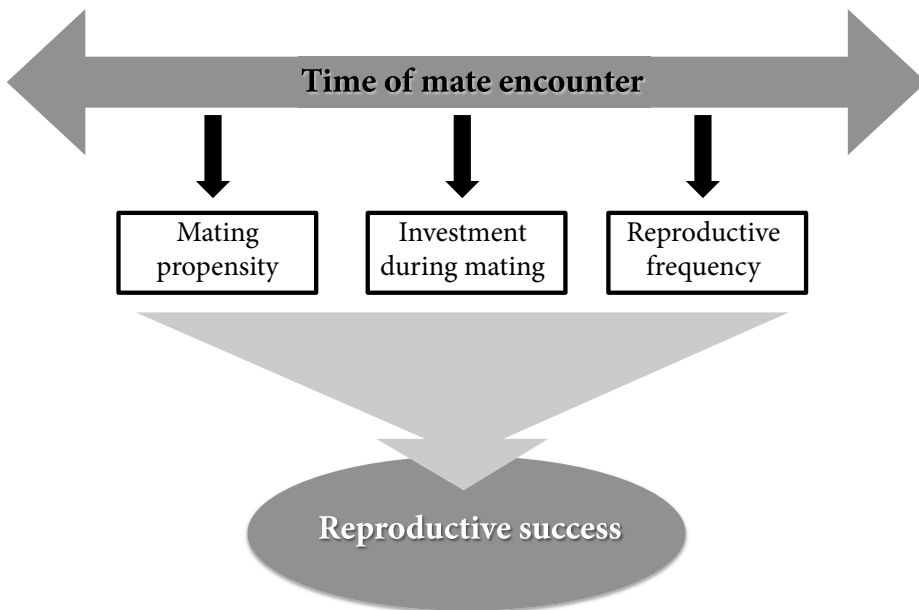 Time of mate encounter
Mating
propensity
Investment
during mating
Reproductive
frequency
Reproductive success